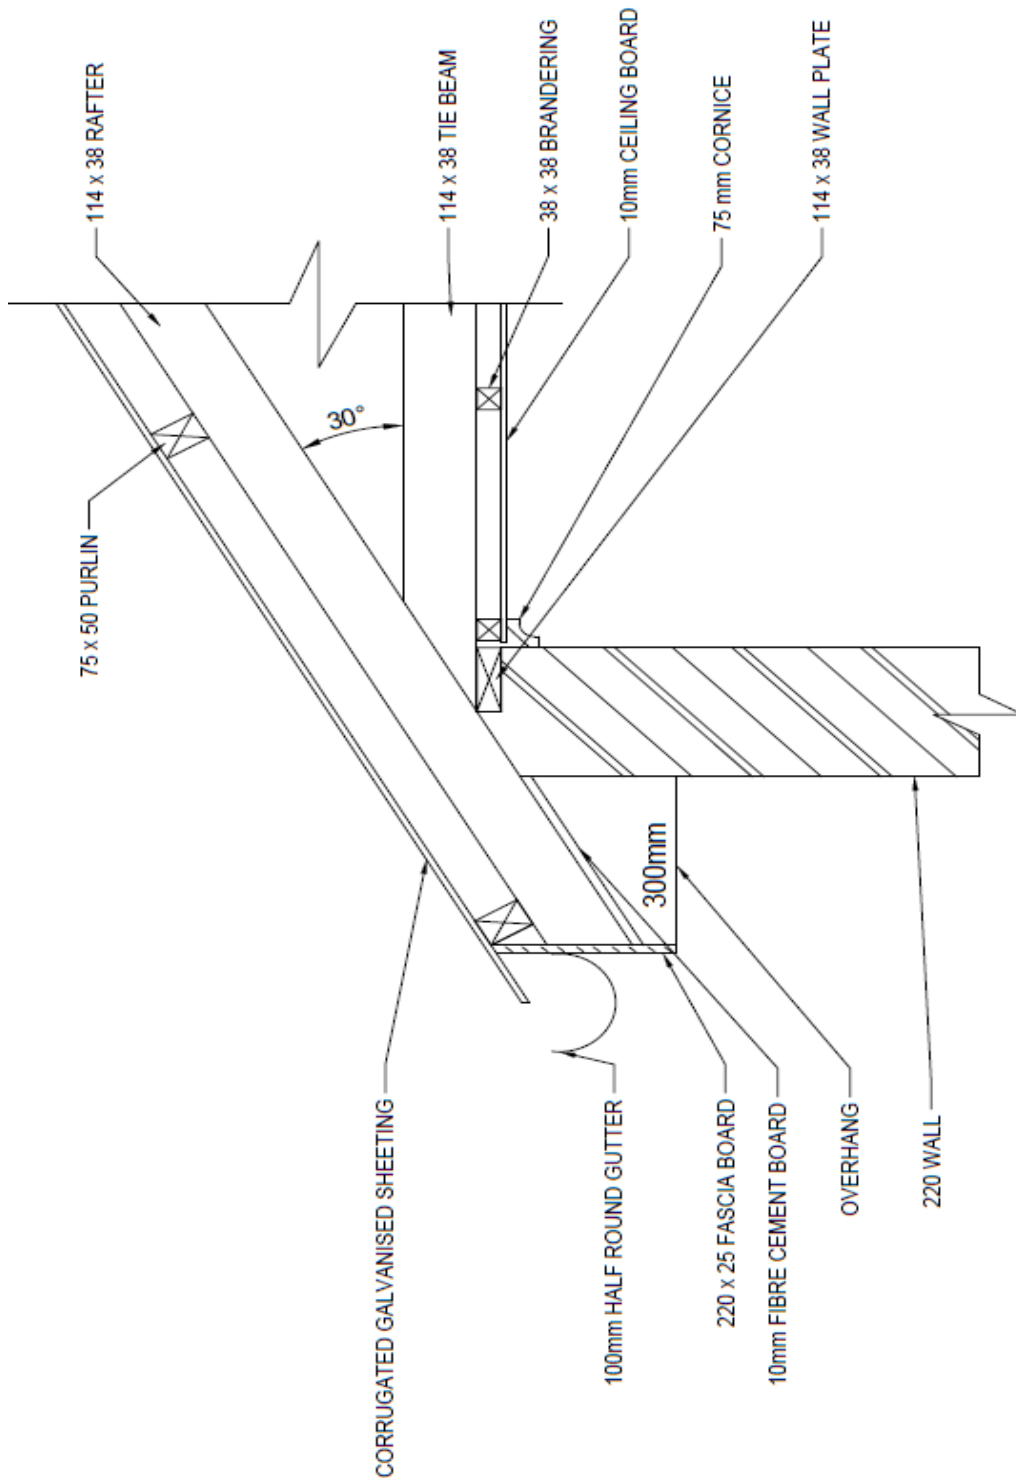 114 x 38 RAFTER
75 x 50 PURLIN
30°
114 x 38 TIE BEAM
38 x 38 BRANDERING
10mm CEILING BOARD
75 mm CORNICE
114 x 38 WALL PLATE
CORRUGATED GALVANISED SHEETING
300mm
100mm HALF ROUND GUTTER
220 x 25 FASCIA BOARD
10mm FIBRE CEMENT BOARD
OVERHANG
220 WALL